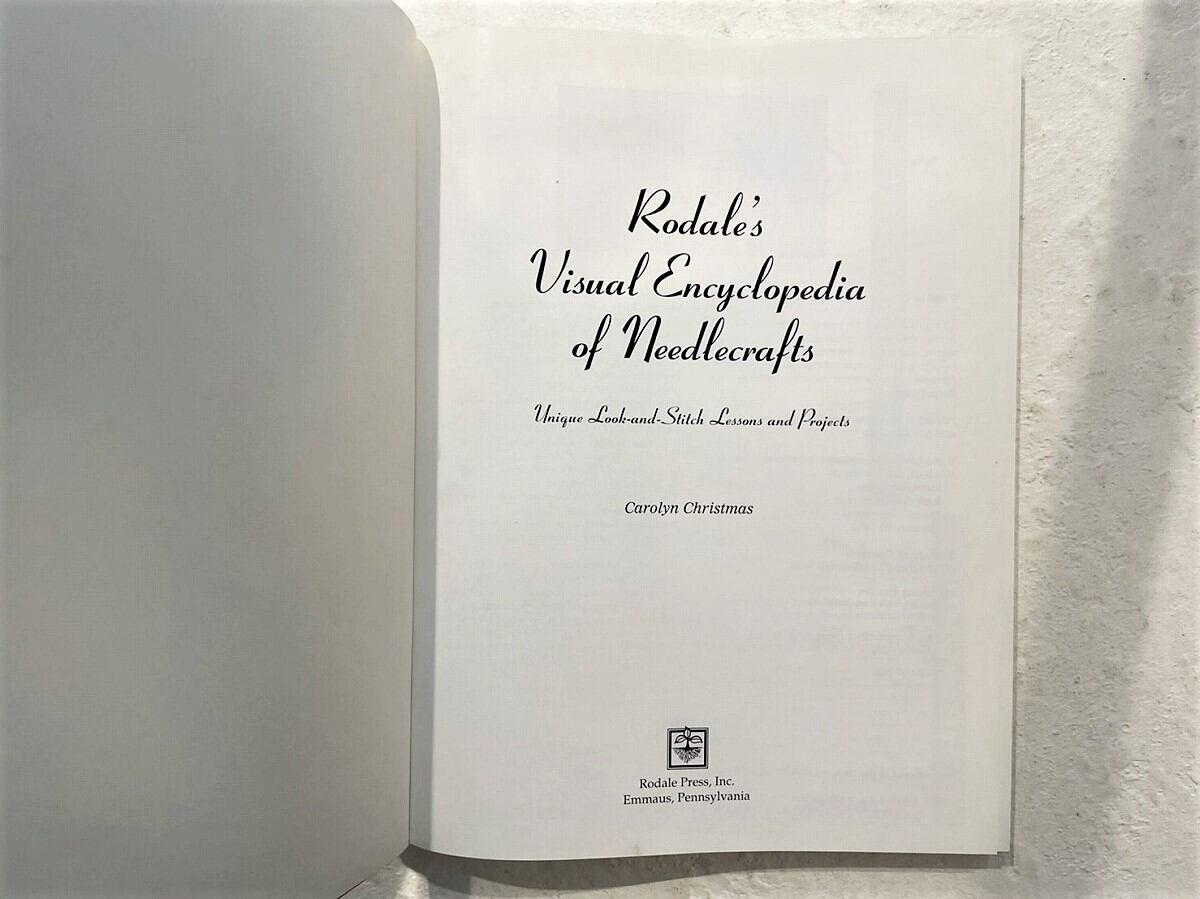 Rodale's
Visual Encyclopedia
of Needlecrafts
Unique Look-and-Stitch Lessons and Projects
Carolyn Christmas
Rodale Press, Inc.
Emmaus, Pennsylvania